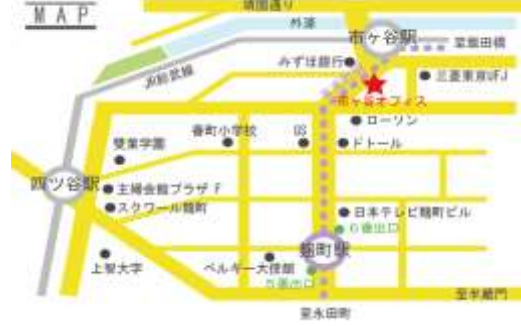 MAP
靖国通り
外濠
市ヶ谷駅
至飯田橋
みずほ銀行
JR総武線
三菱東京UFJ
市ヶ谷オフィス
ローソン
番町小学校
GS
ドトール
雙葉学園
四ツ谷駅
主婦会館プラザF
スクワール麹町
日本テレビ麹町ビル
6番出口
麹町駅
上智大学
ベルギー大使館
5番出口
至半蔵門
至永田町